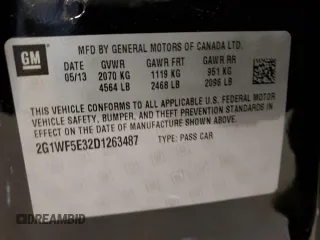 GM
MFD BY GENERAL MOTORS OF CANADA LTD.
DATE GVWR GAWR FRT GAWR RR
05/13 2070 KG 1119 KG 951 KG
4564 LB 2468 LB 2096 LB
THIS VEHICLE CONFORMS TO ALL APPLICABLE U.S. FEDERAL MOTOR
VEHICLE SAFETY, BUMPER, AND THEFT PREVENTION STANDARDS IN
EFFECT ON THE DATE OF MANUFACTURE SHOWN ABOVE.
2G1WF5E32D1263487 TYPE: PASS CAR
DREAMBID